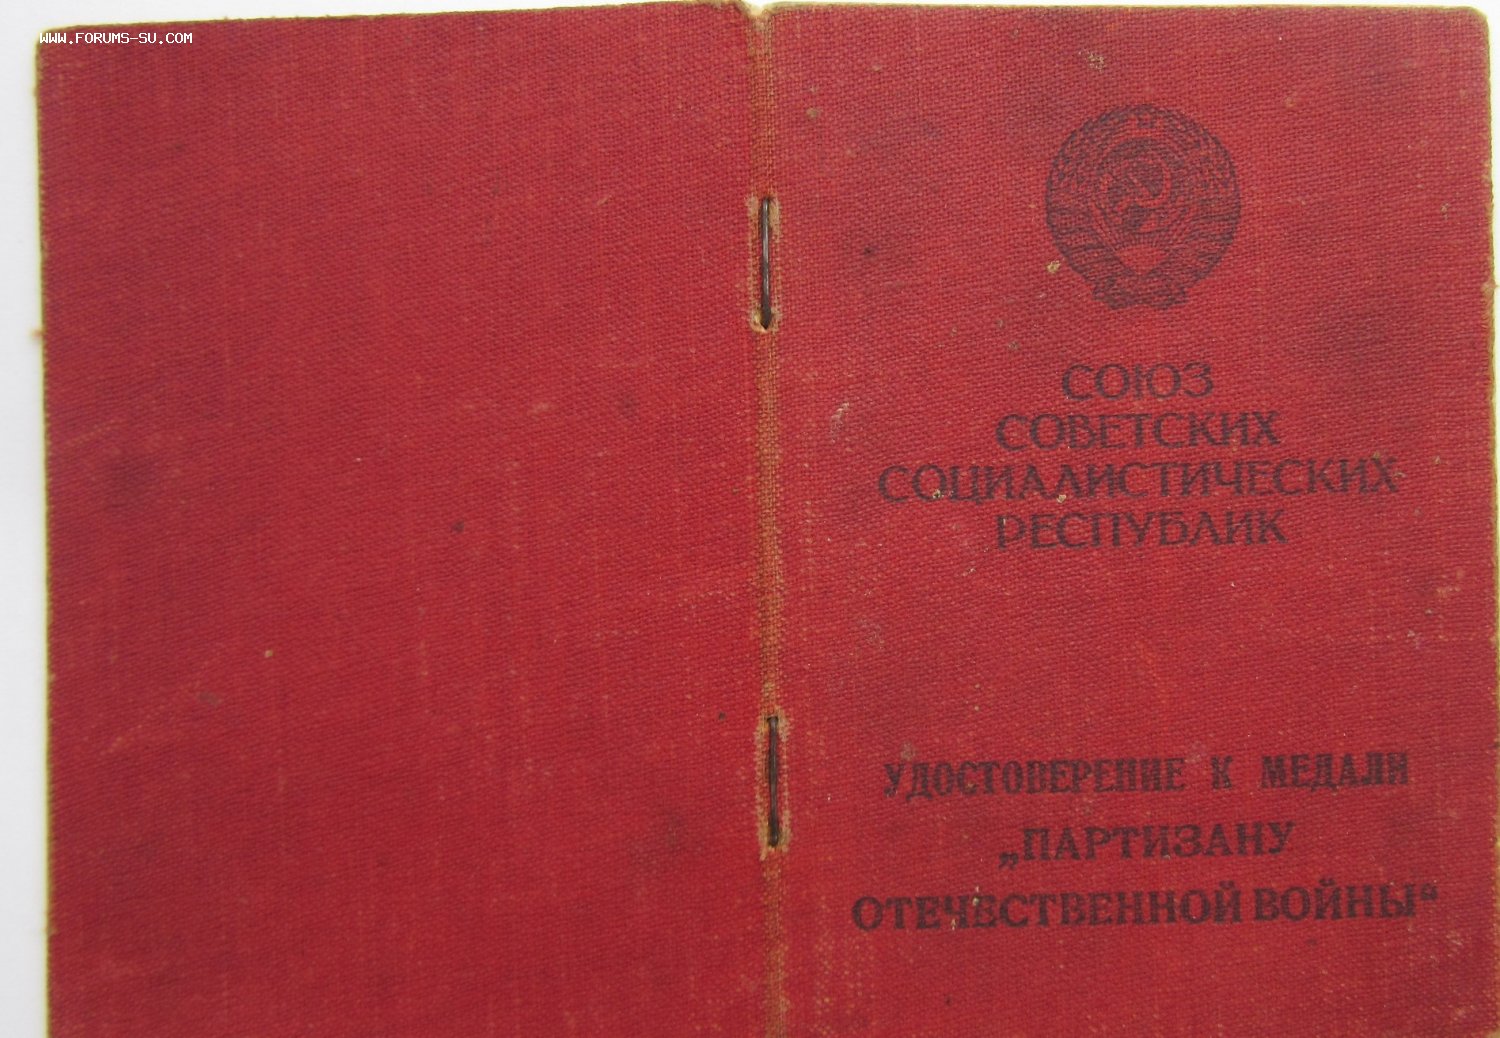 WWW.FORUMS-SU.COM
СОЮЗ
СОВЕТСКИХ
СОЦИАЛИСТИЧЕСКИХ
РЕСПУБЛИК
УДОСТОВЕРЕНИЕ К МЕДАЛИ
„ПАРТИЗАНУ
ОТЕЧЕСТВЕННОЙ ВОЙНЫ“